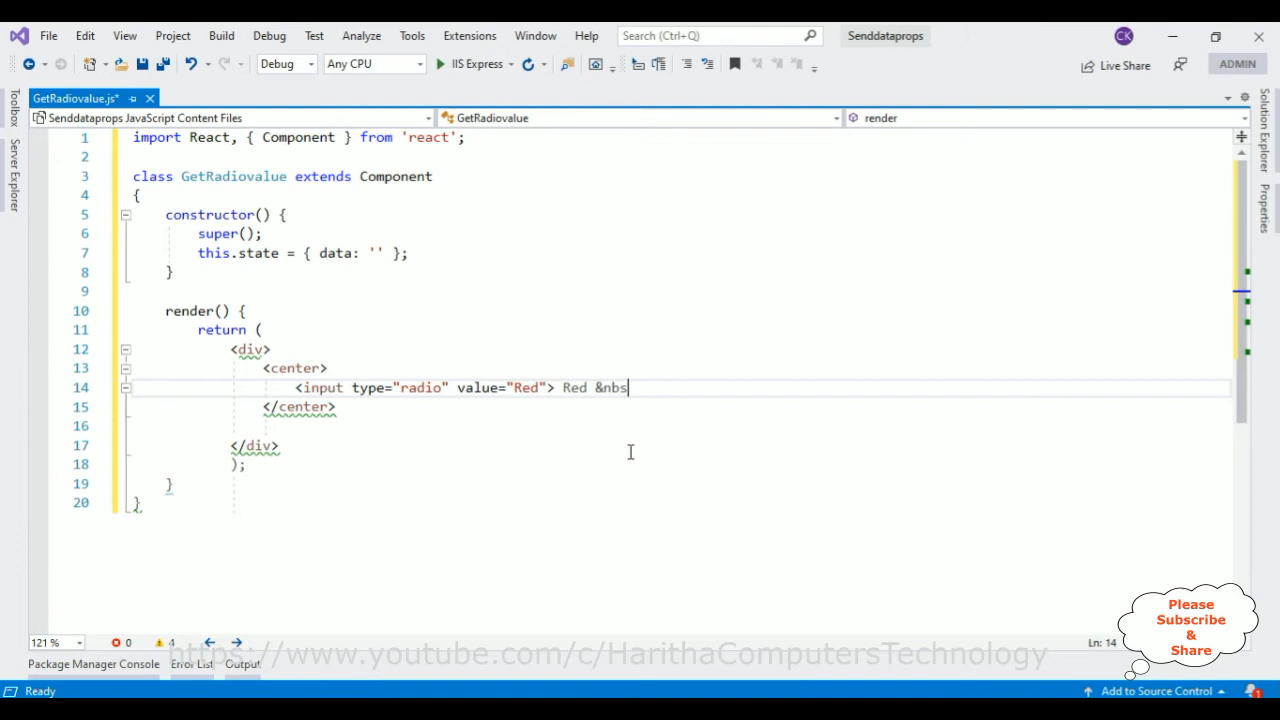 File Edit View Project Build Debug Test Analyze Tools Extensions Window Help Search (Ctrl+Q) Senddataprops CK
Debug Any CPU IIS Express Live Share ADMIN
GetRadiovalue.js*
Senddataprops JavaScript Content Files GetRadiovalue render
Toolbox
Server Explorer
Solution Explorer
Properties
1 import React, { Component } from 'react';
2
3 class GetRadiovalue extends Component
4 {
5 constructor() {
6 super();
7 this.state = { data: '' };
8 }
9
10 render() {
11 return (
12 <div>
13 <center>
14 <input type="radio" value="Red"> Red &nbs
15 </center>
16
17 </div>
18 );
19 }
20 }
Please
Subscribe
&
Share
121 % 0 4 Ln: 14
https://www.youtube.com/c/HarithaComputersTechnology
Package Manager Console Error List Output
Ready Add to Source Control 1